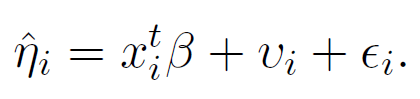 η̂ᵢ = xᵢᵗβ + υᵢ + ϵᵢ.